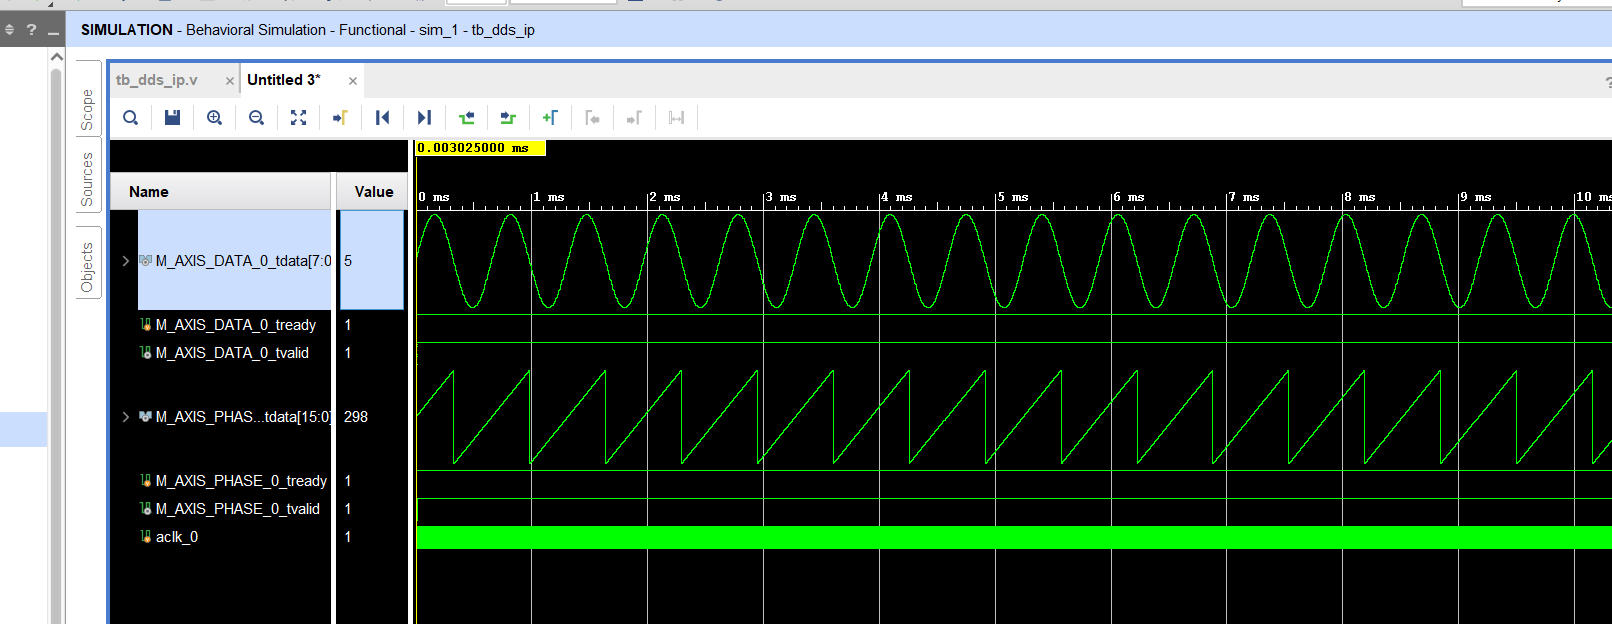 ? _ SIMULATION - Behavioral Simulation - Functional - sim_1 - tb_dds_ip
tb_dds_ip.v × Untitled 3* × ?
Scope
Sources
Objects
0.003025000 ms
Name Value
0 ms 1 ms 2 ms 3 ms 4 ms 5 ms 6 ms 7 ms 8 ms 9 ms 10 ms
> M_AXIS_DATA_0_tdata[7:0 5
M_AXIS_DATA_0_tready 1
M_AXIS_DATA_0_tvalid 1
> M_AXIS_PHAS...tdata[15:0] 298
M_AXIS_PHASE_0_tready 1
M_AXIS_PHASE_0_tvalid 1
aclk_0 1